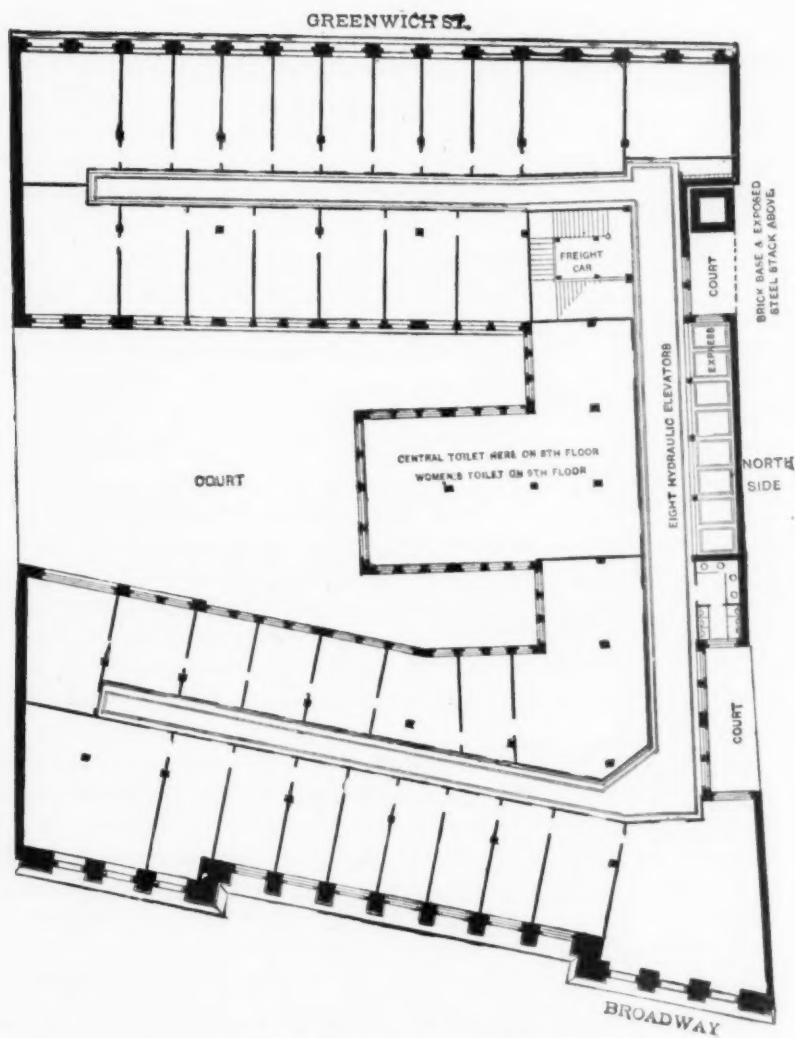 GREENWICH ST.
FREIGHT
CAR
COURT
BRICK BASE & EXPOSED
STEEL STACK ABOVE.
EXPRESS
EIGHT HYDRAULIC ELEVATORS
CENTRAL TOILET HERE ON 8TH FLOOR
WOMEN'S TOILET ON 9TH FLOOR
COURT
NORTH
SIDE
COURT
BROADWAY